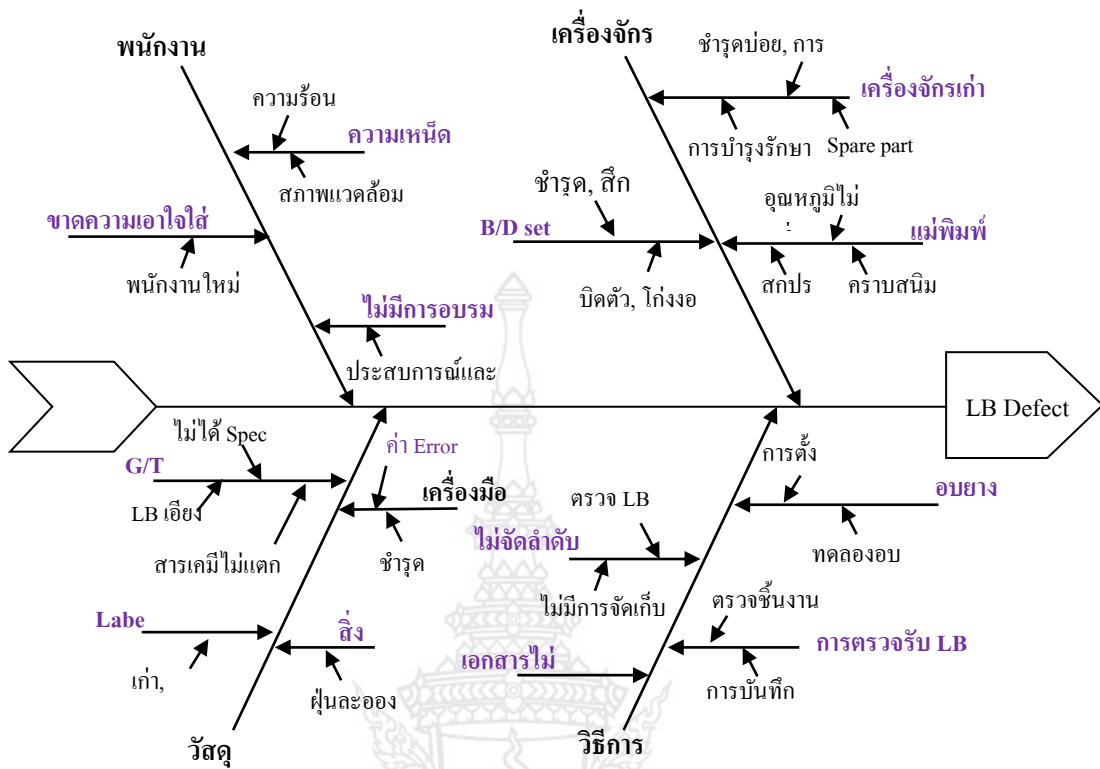 พนักงาน
เครื่องจักร
ชำรุดบ่อย, การ
ความร้อน
เครื่องจักรเก่า
ความเหน็ด
การบำรุงรักษา
Spare part
สภาพแวดล้อม
ชำรุด, สึก
อุณหภูมิไม่
ขาดความเอาใจใส่
B/D set
แม่พิมพ์
พนักงานใหม่
บิดตัว, โก่งงอ
สกปร
คราบสนิม
ไม่มีการอบรม
ประสบการณ์และ
LB Defect
ไม่ได้ Spec
ค่า Error
การตั้ง
G/T
เครื่องมือ
ตรวจ LB
อบยาง
LB เอียง
ไม่จัดลำดับ
ทดลองอบ
สารเคมีไม่แตก
ชำรุด
ไม่มีการจัดเก็บ
ตรวจชิ้นงาน
Labe
สิ่ง
การตรวจรับ LB
เอกสารไม่
เก่า,
ฝุ่นละออง
การบันทึก
วัสดุ
วิธีการ